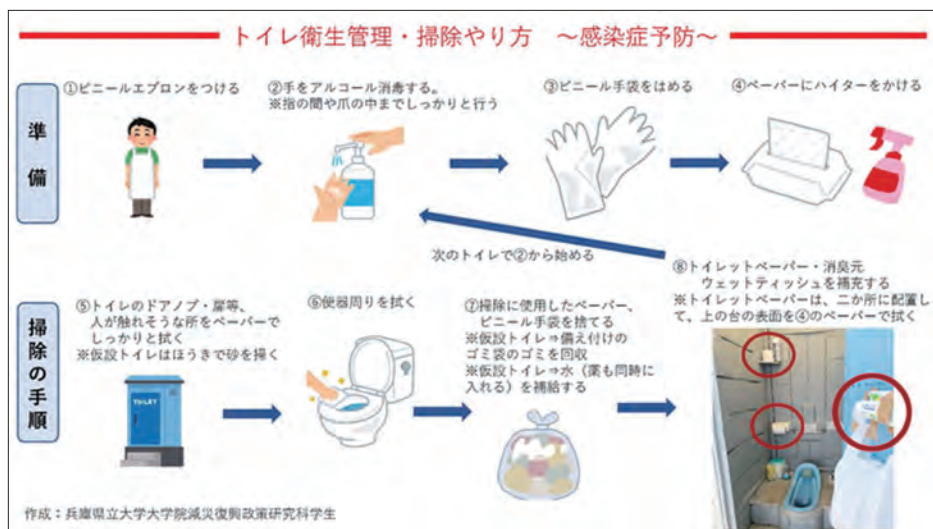 トイレ衛生管理・掃除やり方　～感染症予防～
準備
①ビニールエプロンをつける
②手をアルコール消毒する。
※指の間や爪の中までしっかりと行う
③ビニール手袋をはめる
④ペーパーにハイターをかける
次のトイレで②から始める
掃除の手順
⑤トイレのドアノブ・扉等、
人が触れそうな所をペーパーで
しっかりと拭く
※仮設トイレはほうきで砂を掃く
TOILET
⑥便器周りを拭く
⑦掃除に使用したペーパー、
ビニール手袋を捨てる
※仮設トイレ⇒備え付けの
ゴミ袋のゴミを回収
※仮設トイレ⇒水（薬も同時に
入れる）を補給する
⑧トイレットペーパー・消臭元
ウェットティッシュを補充する
※トイレットペーパーは、二か所に配置し
て、上の台の表面を④のペーパーで拭く
作成：兵庫県立大学大学院減災復興政策研究科学生